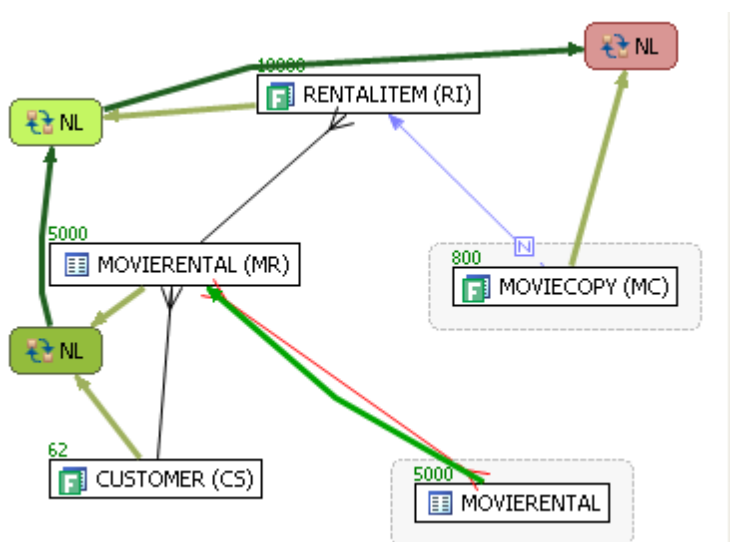 NL
10000
RENTALITEM (RI)
NL
5000
MOVIERENTAL (MR)
N
800
F MOVIECOPY (MC)
NL
62
F CUSTOMER (CS)
5000
MOVIERENTAL